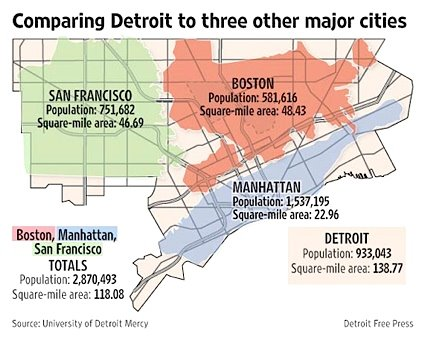 Comparing Detroit to three other major cities
SAN FRANCISCO
Population: 751,682
Square-mile area: 46.69
BOSTON
Population: 581,616
Square-mile area: 48.43
MANHATTAN
Population: 1,537,195
Square-mile area: 22.96
Boston, Manhattan,
San Francisco
TOTALS
Population: 2,870,493
Square-mile area: 118.08
DETROIT
Population: 933,043
Square-mile area: 138.77
Source: University of Detroit Mercy
Detroit Free Press